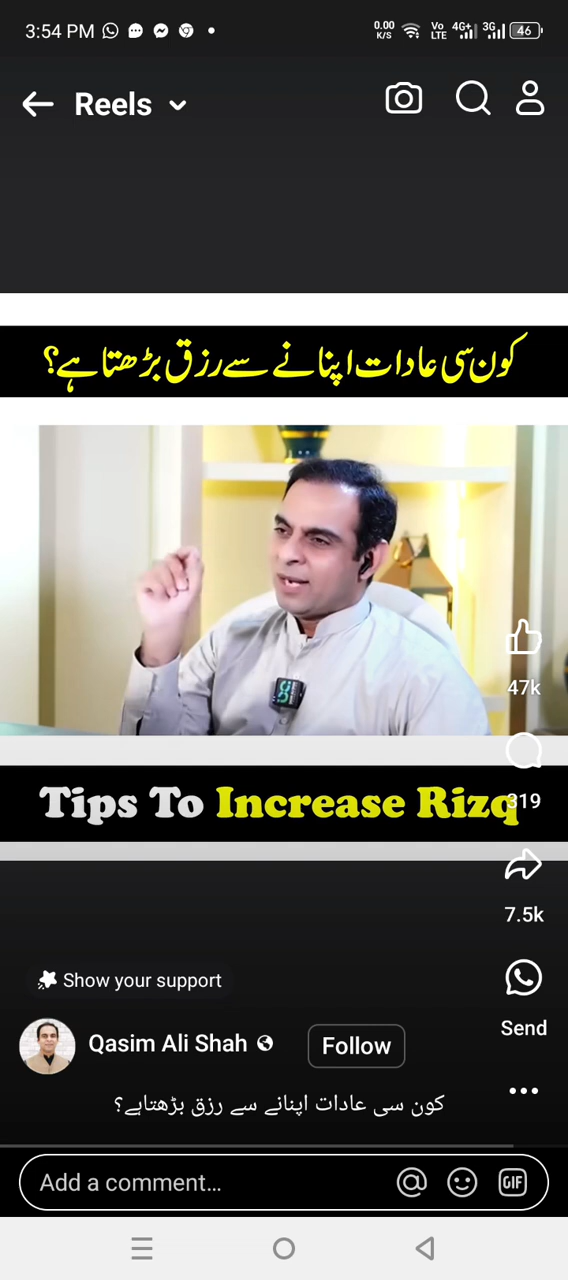 3:54 PM
0.00 K/S
Vo LTE
4G+
3G
46
Reels
کون سی عادات اپنانے سے رزق بڑھتا ہے؟
47k
Tips To Increase Rizq
319
7.5k
Show your support
Send
Qasim Ali Shah
Follow
کون سی عادات اپنانے سے رزق بڑھتاہے؟
Add a comment...
GIF